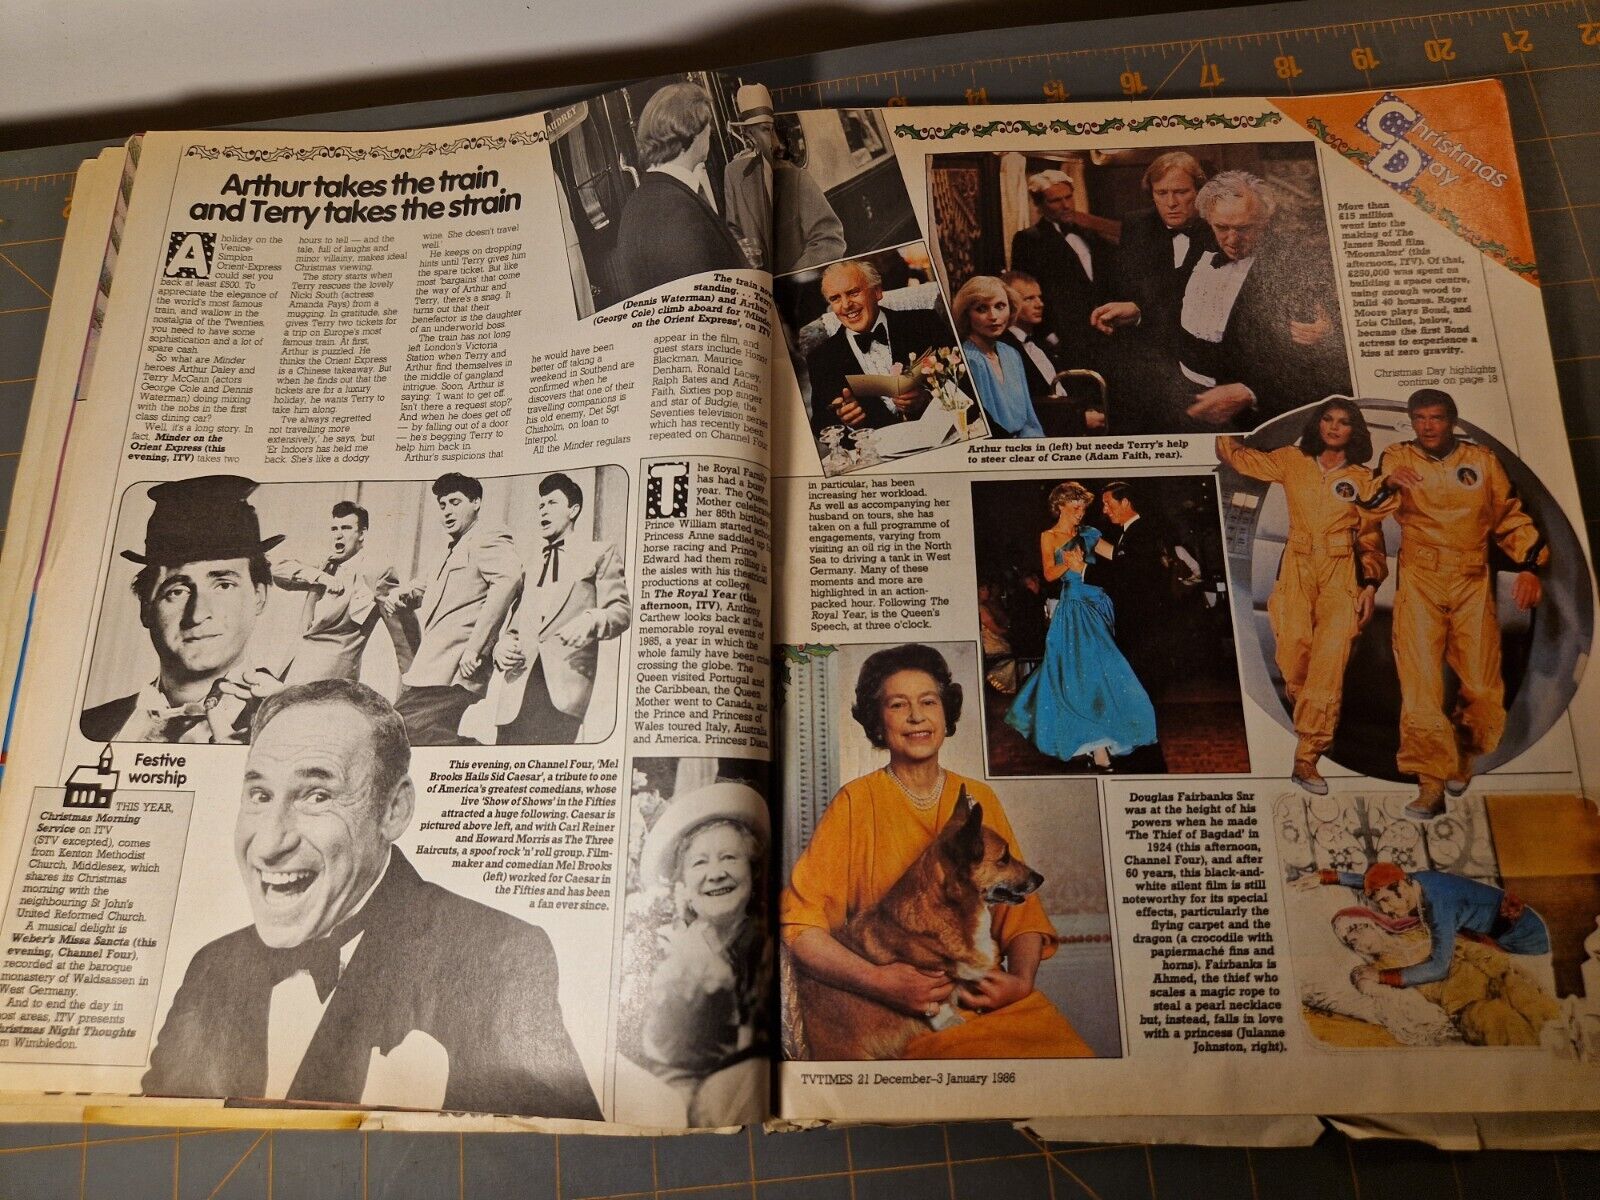 Arthur takes the train
and Terry takes the strain
A holiday on the
Venice-
Simplon
Orient-Express
could set you
back at least £500. To
appreciate the elegance of
the world's most famous
train, and wallow in the
nostalgia of the Twenties,
you need to have some
sophistication and a lot of
spare cash.
So what are Minder
heroes Arthur Daley and
Terry McCann (actors
George Cole and Dennis
Waterman) doing mixing
with the nobs in the first
class dining car?
Well, it's a long story. In
fact, Minder on the
Orient Express (this
evening, ITV) takes two
hours to tell — and the
tale, full of laughs and
minor villainy, makes ideal
Christmas viewing.
The story starts when
Terry rescues the lovely
Nicki South (actress
Amanda Pays) from a
mugging. In gratitude, she
gives Terry two tickets for
a trip on Europe's most
famous train. At first,
Arthur is puzzled. He
thinks the Orient Express
is a Chinese takeaway. But
when he finds out that the
tickets are for a luxury
holiday, he wants Terry to
take him along.
'I've always regretted
not travelling more
extensively,' he says, 'but
'Er Indoors has held me
back. She's like a dodgy
wine. She doesn't travel
well.'
He keeps on dropping
hints until Terry gives him
the spare ticket. But like
most 'bargains' that come
the way of Arthur and
Terry, there's a snag. It
turns out that their
benefactor is the daughter
of an underworld boss.
The train has not long
left London's Victoria
Station when Terry and
Arthur find themselves in
the middle of gangland
intrigue. Soon, Arthur is
saying: 'I want to get off.
Isn't there a request stop?'
And when he does get off
— by falling out of a door
— he's begging Terry to
help him back in.
Arthur's suspicions that
he would have been
better off taking a
weekend in Southend are
confirmed when he
discovers that one of their
travelling companions is
his old enemy, Det Sgt
Chisholm, on loan to
Interpol.
All the Minder regulars
appear in the film, and
guest stars include Honor
Blackman, Maurice
Denham, Ronald Lacey,
Ralph Bates and Adam
Faith, Sixties pop singer
and star of Budgie, the
Seventies television series
which has recently been
repeated on Channel Four
AUDREY
The train now
standing. . . Terry
(Dennis Waterman) and Arthur
(George Cole) climb aboard for 'Minder
on the Orient Express', on ITV
This evening, on Channel Four, 'Mel
Brooks Hails Sid Caesar', a tribute to one
of America's greatest comedians, whose
live 'Show of Shows' in the Fifties
attracted a huge following. Caesar is
pictured above left, and with Carl Reiner
and Howard Morris as The Three
Haircuts, a spoof rock 'n' roll group. Film-
maker and comedian Mel Brooks
(left) worked for Caesar in
the Fifties and has been
a fan ever since.
Festive
worship
THIS YEAR,
Christmas Morning
Service on ITV
(STV excepted), comes
from Kenton Methodist
Church, Middlesex, which
shares its Christmas
morning with the
neighbouring St John's
United Reformed Church.
A musical delight is
Weber's Missa Sancta (this
evening, Channel Four),
recorded at the baroque
monastery of Waldsassen in
West Germany.
And to end the day in
ost areas, ITV presents
hristmas Night Thoughts
m Wimbledon.
The Royal Family
has had a busy
year. The Queen
Mother celebrated
her 85th birthday
Prince William started school
Princess Anne saddled up for
horse racing and Prince
Edward had them rolling in
the aisles with his theatrical
productions at college.
In The Royal Year (this
afternoon, ITV), Anthony
Carthew looks back at the
memorable royal events of
1985, a year in which the
whole family have been criss
crossing the globe. The
Queen visited Portugal and
the Caribbean, the Queen
Mother went to Canada, and
the Prince and Princess of
Wales toured Italy, Australia
and America. Princess Diana,
in particular, has been
increasing her workload.
As well as accompanying her
husband on tours, she has
taken on a full programme of
engagements, varying from
visiting an oil rig in the North
Sea to driving a tank in West
Germany. Many of these
moments and more are
highlighted in an action-
packed hour. Following The
Royal Year, is the Queen's
Speech, at three o'clock.
Arthur tucks in (left) but needs Terry's help
to steer clear of Crane (Adam Faith, rear).
Christmas
Day
More than
£15 million
went into the
making of The
James Bond film
'Moonraker' (this
afternoon, ITV). Of that,
£250,000 was spent on
building a space centre,
using enough wood to
build 40 houses. Roger
Moore plays Bond, and
Lois Chiles, below,
became the first Bond
actress to experience a
kiss at zero gravity.
Christmas Day highlights
continue on page 18
Douglas Fairbanks Snr
was at the height of his
powers when he made
'The Thief of Bagdad' in
1924 (this afternoon,
Channel Four), and after
60 years, this black-and-
white silent film is still
noteworthy for its special
effects, particularly the
flying carpet and the
dragon (a crocodile with
papiermaché fins and
horns). Fairbanks is
Ahmed, the thief who
scales a magic rope to
steal a pearl necklace
but, instead, falls in love
with a princess (Julanne
Johnston, right).
TVTIMES 21 December–3 January 1986
13
14
15
16
17
18
19
20
21
22